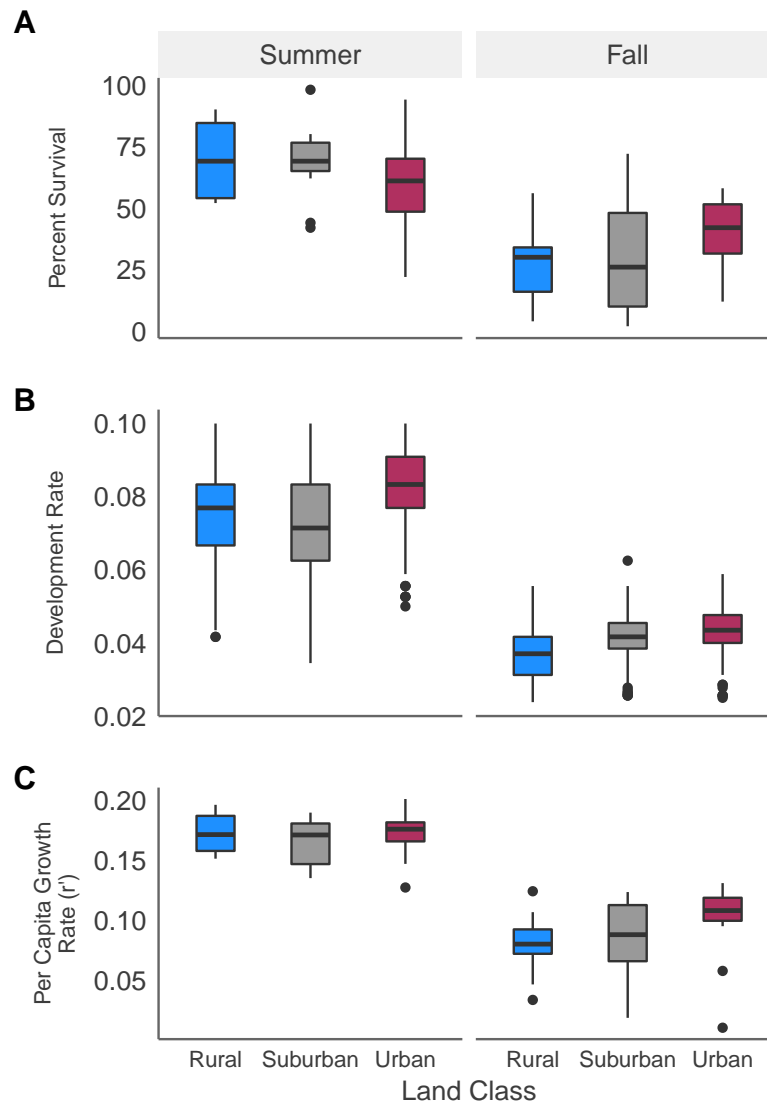 A
Summer Fall
Percent Survival
100
75
50
25
0
B
Development Rate
0.10
0.08
0.06
0.04
0.02
C
Per Capita Growth
Rate (r')
0.20
0.15
0.10
0.05
Rural Suburban Urban Rural Suburban Urban
Land Class